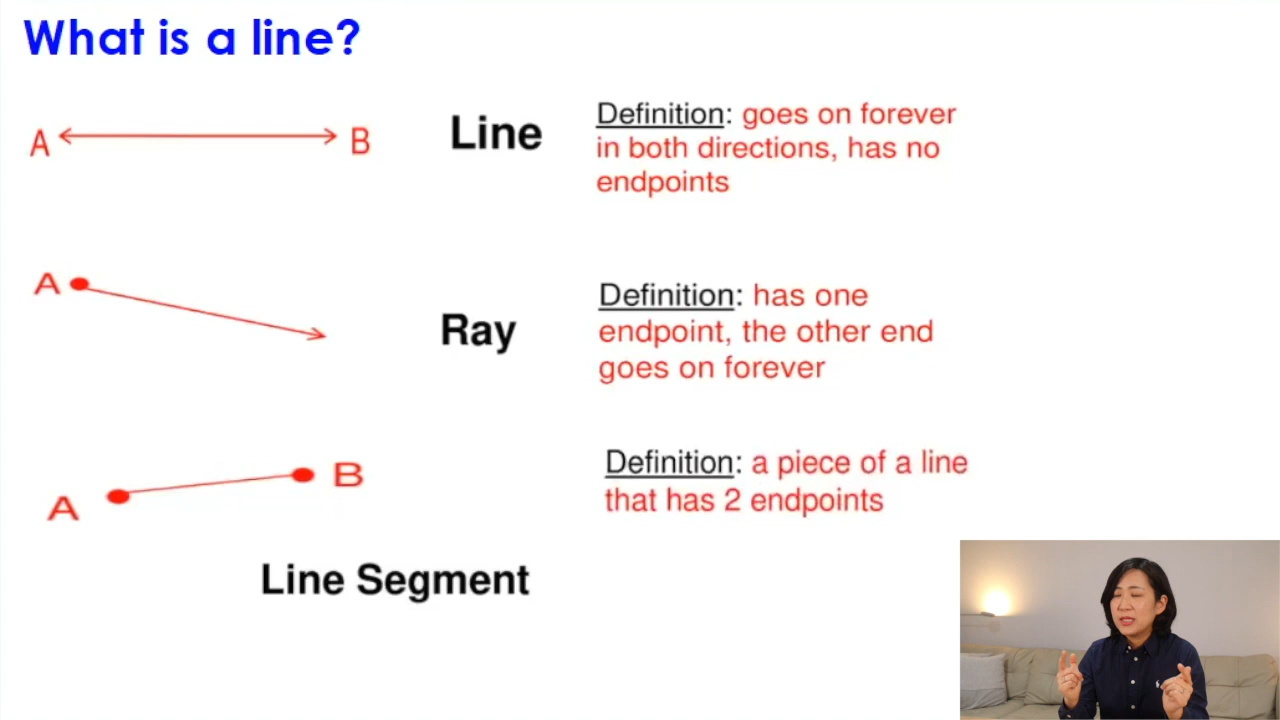 What is a line?
A B Line
Definition: goes on forever
in both directions, has no
endpoints
A
Ray
Definition: has one
endpoint, the other end
goes on forever
A B
Line Segment
Definition: a piece of a line
that has 2 endpoints